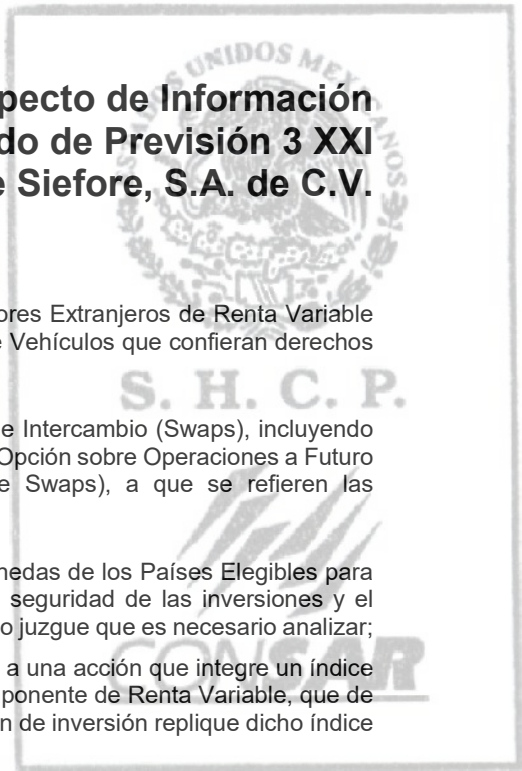 pecto de Información
do de Previsión 3 XXI
e Siefore, S.A. de C.V.
UNIDOS MEXICANOS
ores Extranjeros de Renta Variable
e Vehículos que confieran derechos
S. H. C. P.
e Intercambio (Swaps), incluyendo
Opción sobre Operaciones a Futuro
e Swaps), a que se refieren las
nedas de los Países Elegibles para
seguridad de las inversiones y el
o juzgue que es necesario analizar;
a una acción que integre un índice
ponente de Renta Variable, que de
n de inversión replique dicho índice
CONSAR